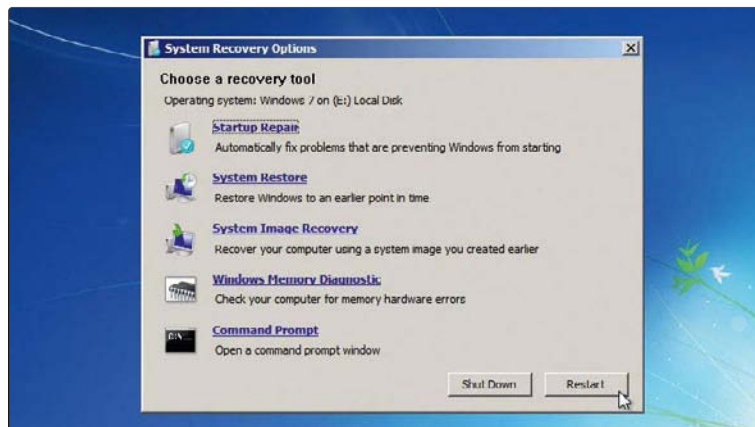 System Recovery Options
Choose a recovery tool
Operating system: Windows 7 on (E:) Local Disk
Startup Repair
Automatically fix problems that are preventing Windows from starting
System Restore
Restore Windows to an earlier point in time
System Image Recovery
Recover your computer using a system image you created earlier
Windows Memory Diagnostic
Check your computer for memory hardware errors
Command Prompt
Open a command prompt window
Shut Down
Restart